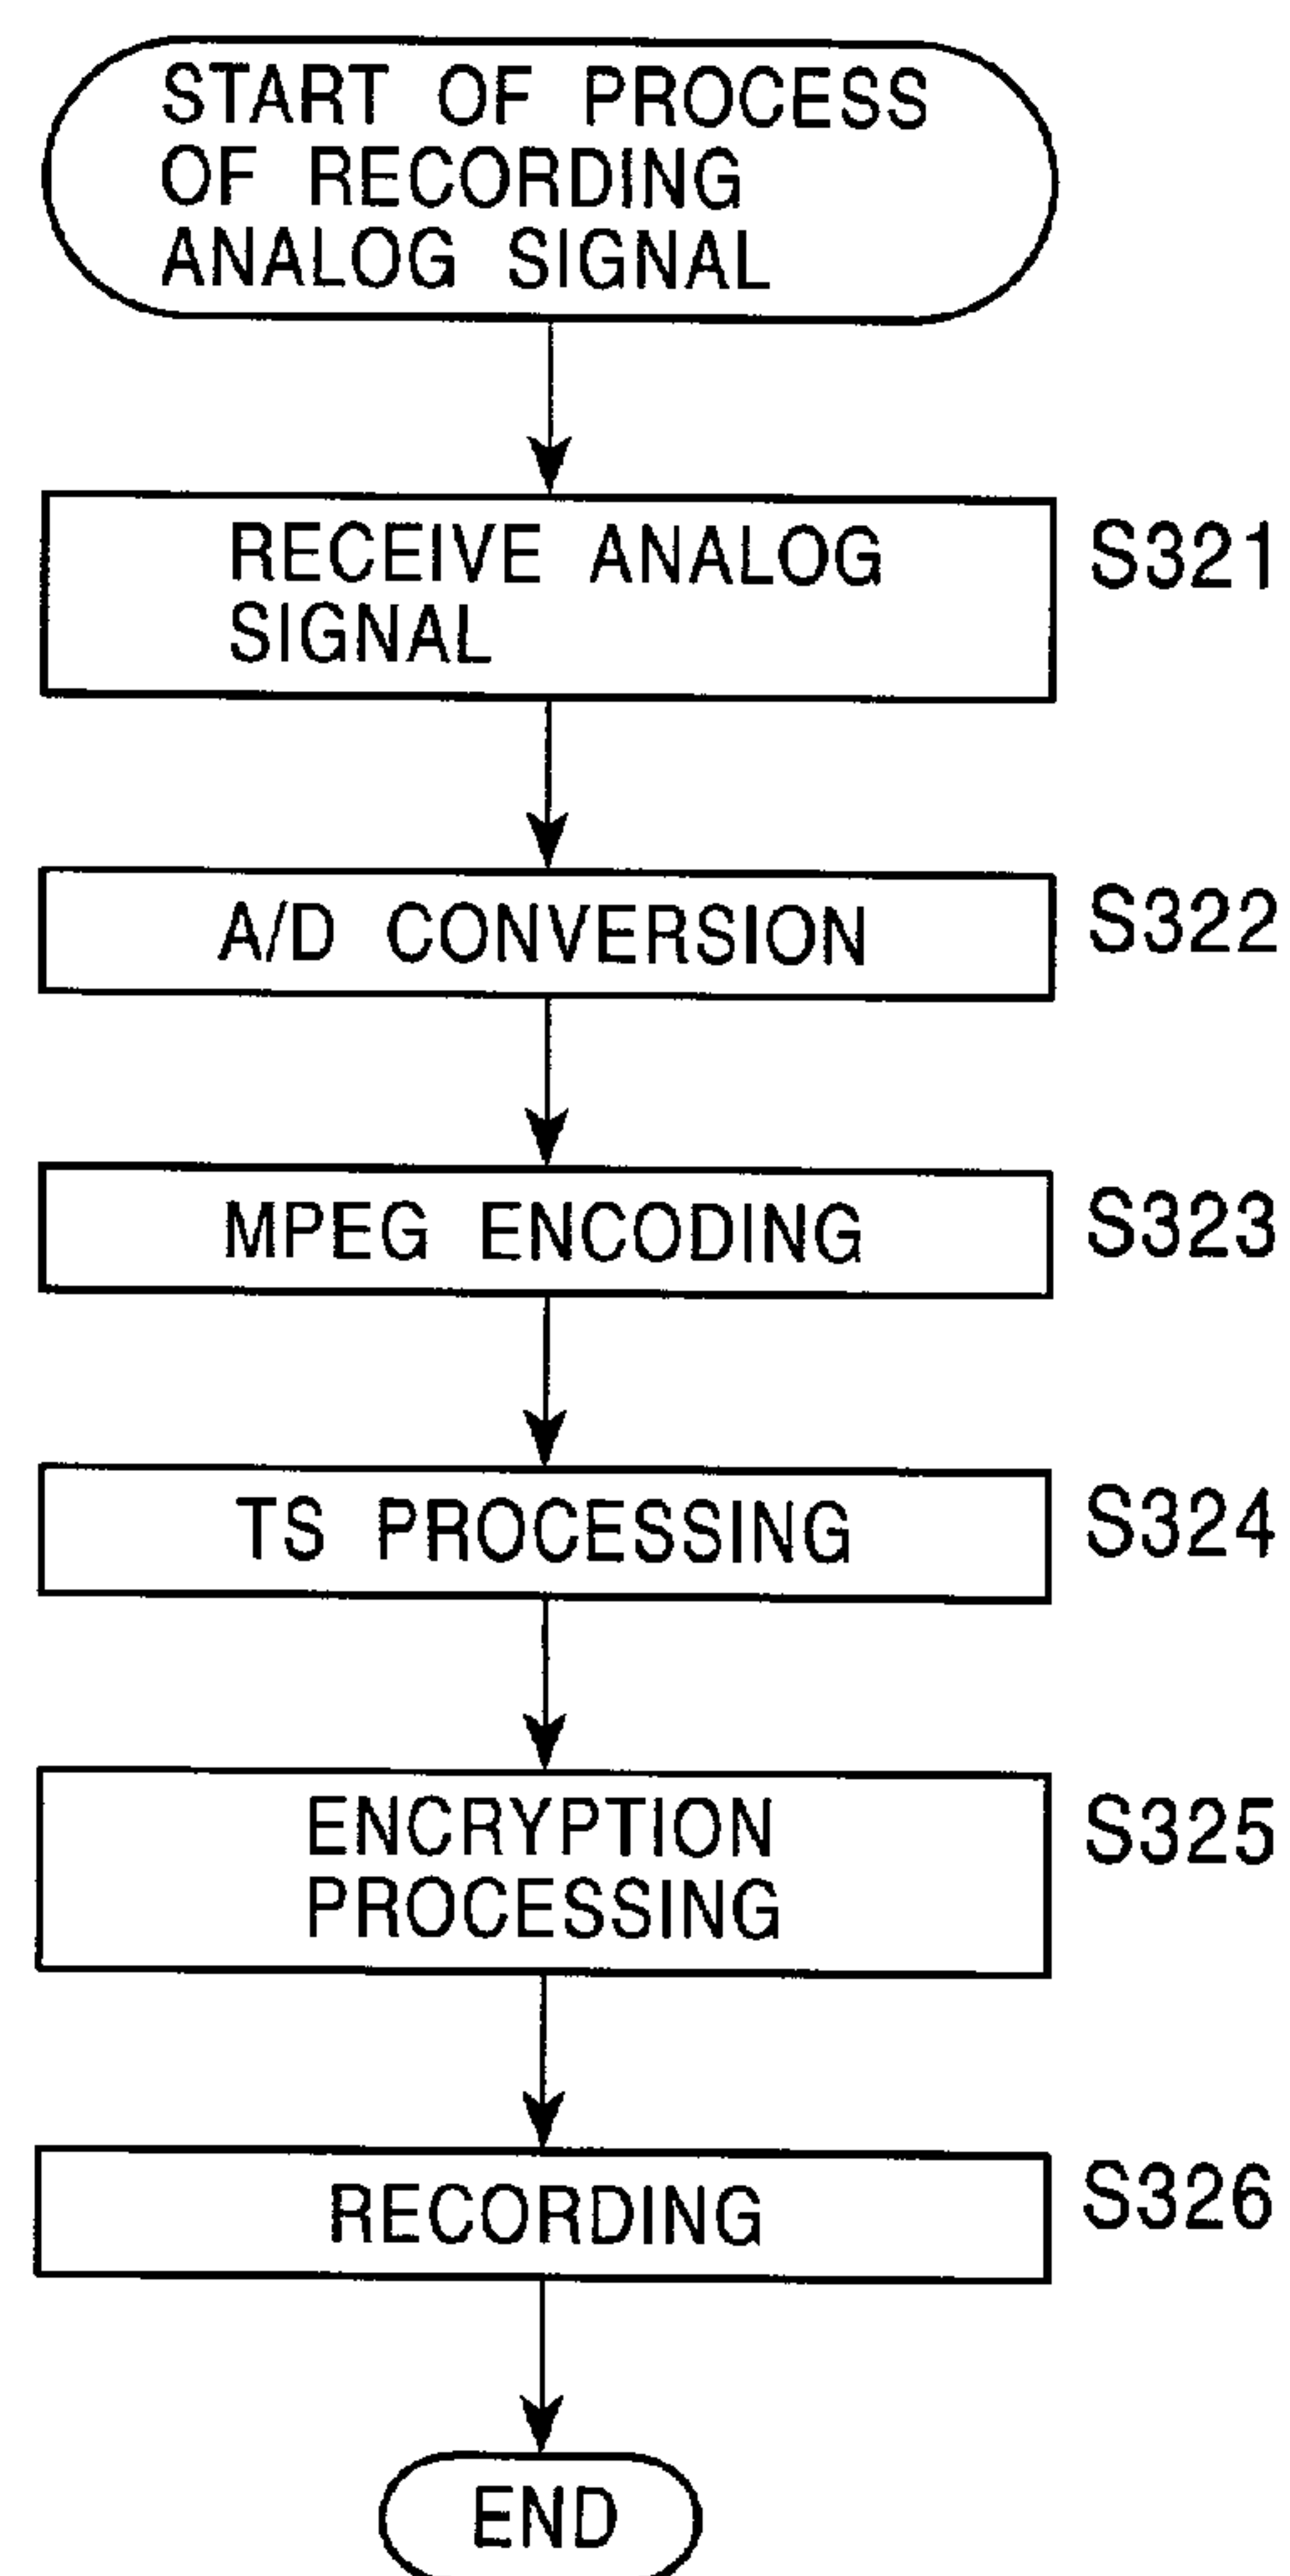 START OF PROCESS
OF RECORDING
ANALOG SIGNAL
RECEIVE ANALOG
SIGNAL
S321
A/D CONVERSION
S322
MPEG ENCODING
S323
TS PROCESSING
S324
ENCRYPTION
PROCESSING
S325
RECORDING
S326
END